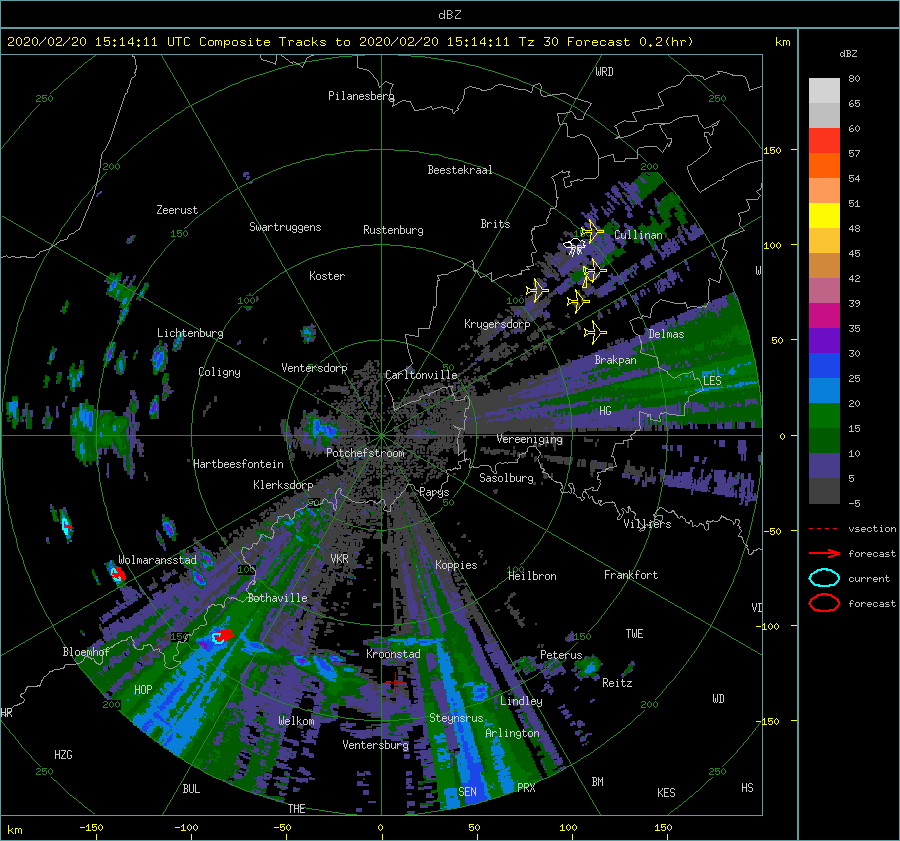 dBZ
2020/02/20 15:14:11 UTC Composite Tracks to 2020/02/20 15:14:11 Tz 30 Forecast 0.2(hr)
km
dBZ
80
65
60
57
54
51
48
45
42
39
35
30
25
20
15
10
5
-5
vsection
forecast
current
forecast
WRD
250
Pilanesberg
250
150
200
Beestekraal
200
Zeerust
150
Swartruggens
Rustenburg
Brits
Cullinan
100
Koster
100
100
Krugersdorp
Lichtenburg
Delmas
50
Coligny
Ventersdorp
Carltonville
Brakpan
LES
HG
Vereeniging
0
Potchefstroom
Hartbeesfontein
Klerksdorp
Parys
Sasolburg
50
50
Villiers
-50
Wolmaransstad
VKR
Koppies
100
100
Heilbron
Frankfort
Bothaville
VD
-100
150
150
TWE
Bloemhof
Kroonstad
Peterus
Reitz
HOP
WD
200
Lindley
200
HR
Welkom
Steynsrus
-150
Arlington
HZG
Ventersburg
250
250
BUL
SEN
PRX
BM
KES
HS
THE
km
-150
-100
-50
0
50
100
150